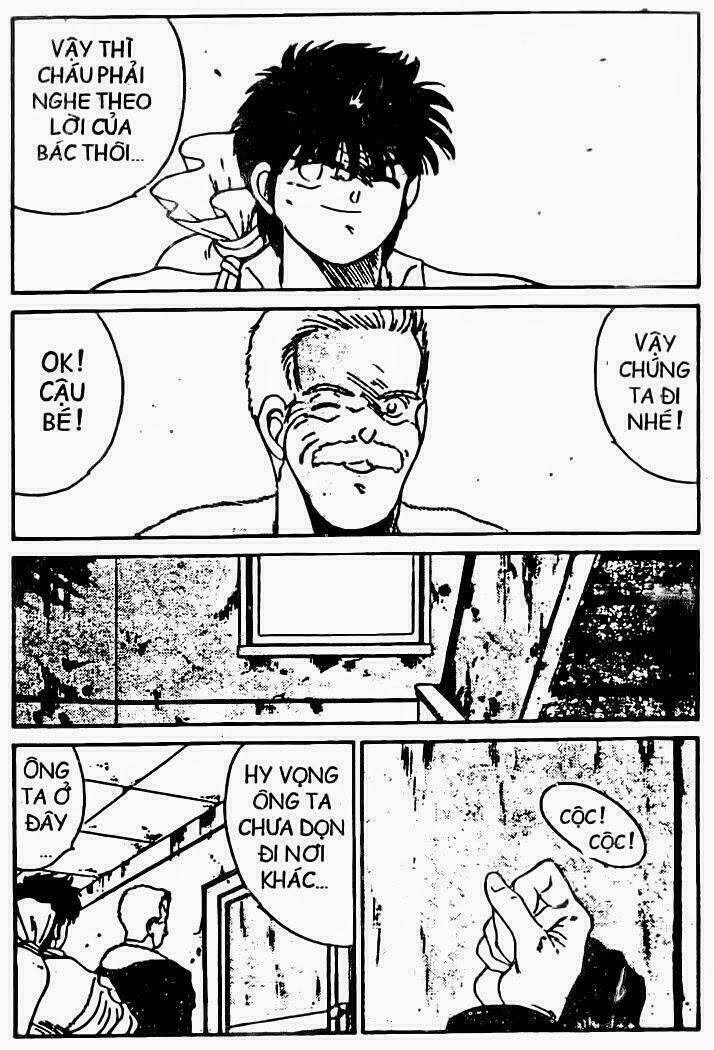 VẬY THÌ
CHÁU PHẢI
NGHE THEO
LỜI CỦA
BÁC THÔI...
OK!
CẬU
BÉ!
VẬY
CHÚNG
TA ĐI
NHÉ!
ÔNG
TA Ở
ĐÂY
...
HY VỌNG
ÔNG TA
CHƯA DỌN
ĐI NƠI
KHÁC...
CỘC!
CỘC!